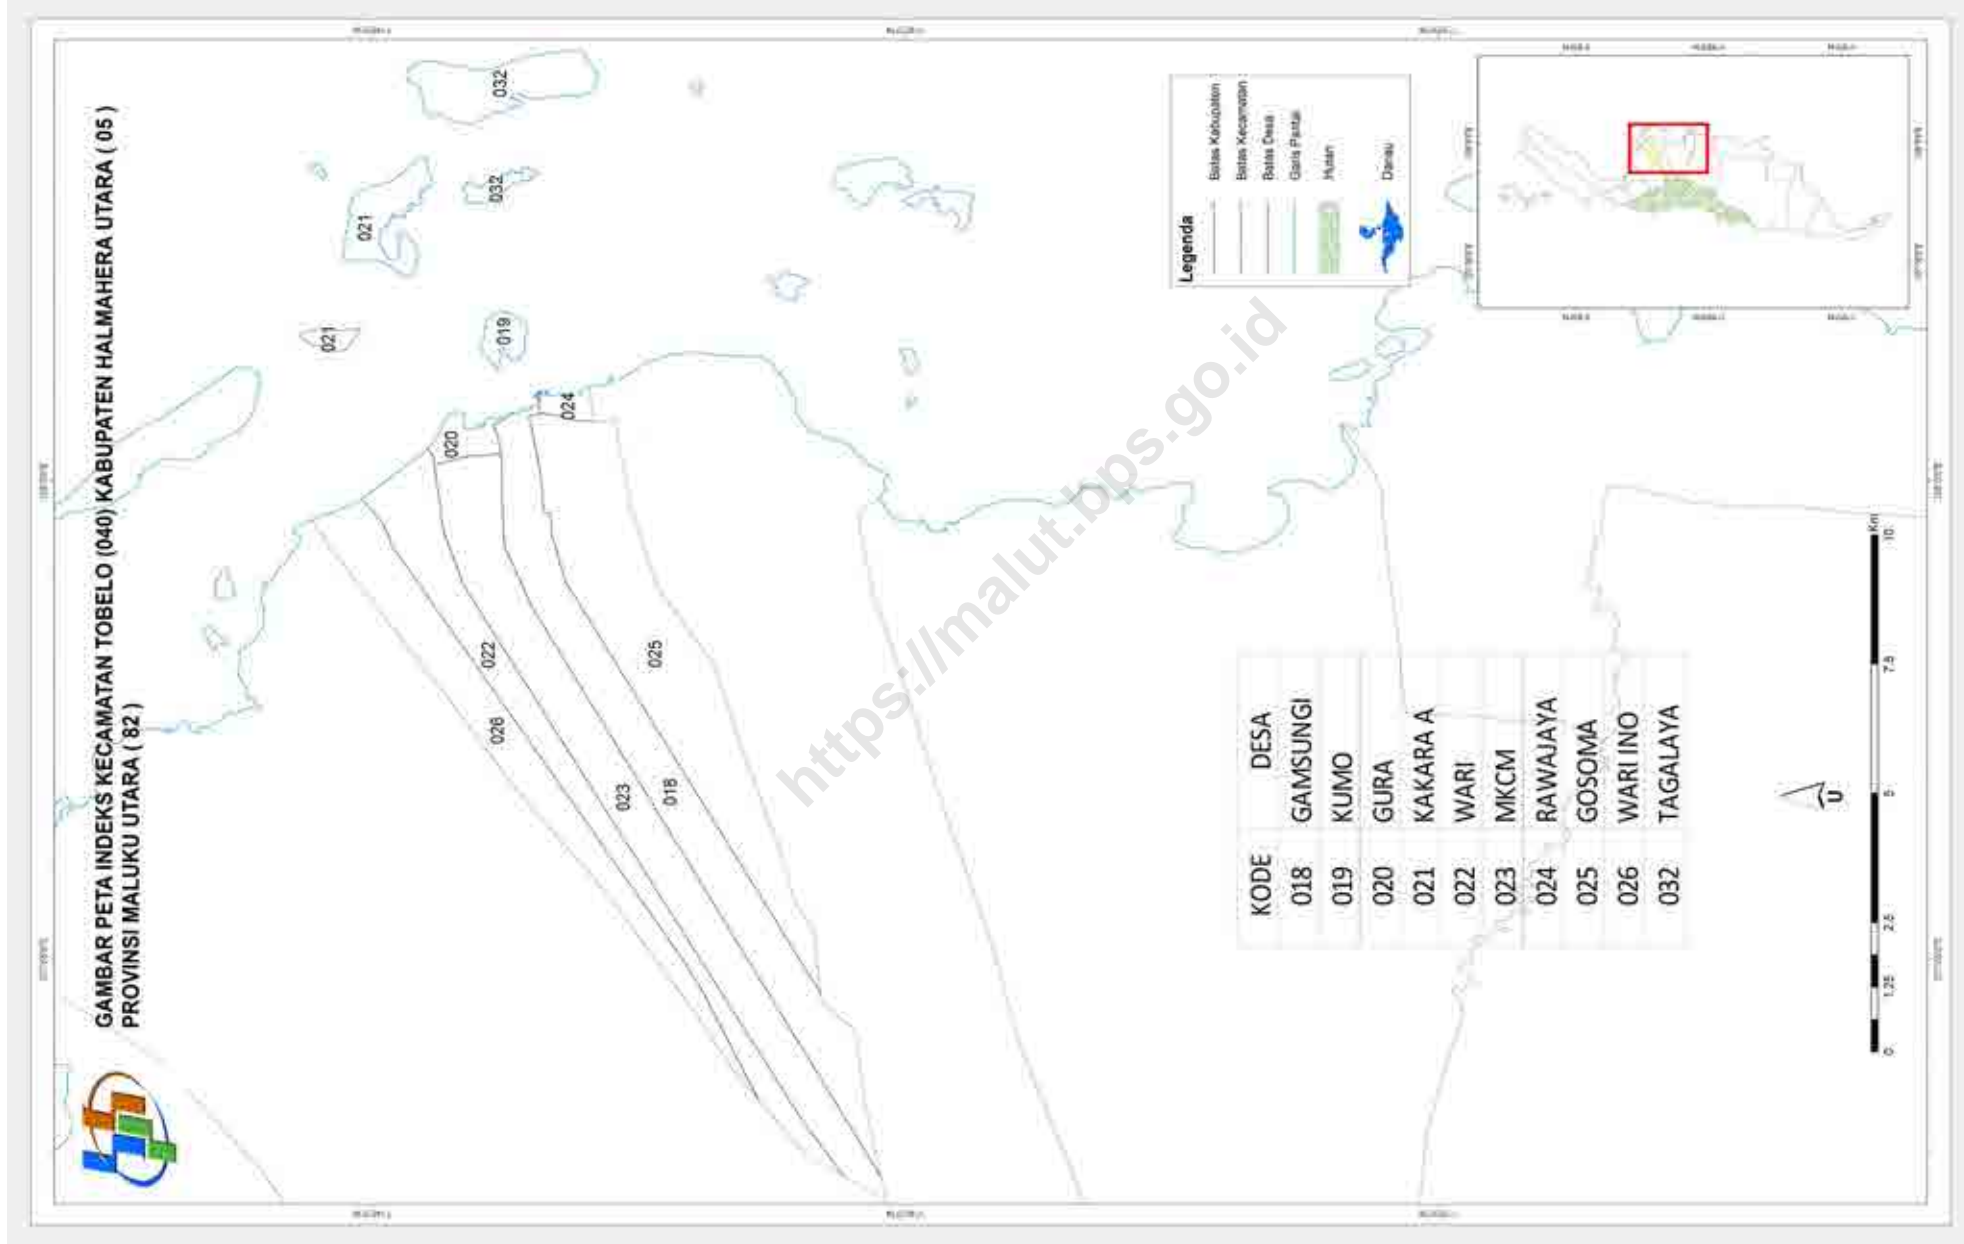 GAMBAR PETA INDEKS KECAMATAN TOBELO (040) KABUPATEN HALMAHERA UTARA ( 05 )
PROVINSI MALUKU UTARA ( 82 )
032
032
021
021
019
024
020
022
026
025
023
018
Legenda
Batas Kabupaten
Batas Kecamatan
Batas Desa
Garis Pantai
Hutan
Danau
KODE DESA
018 GAMSUNGI
019 KUMO
020 GURA
021 KAKARA A
022 WARI
023 MKCM
024 RAWAJAYA
025 GOSOMA
026 WARI INO
032 TAGALAYA
U
0 1,25 2,5 5 7,5 10
Km
https://malut.bps.go.id